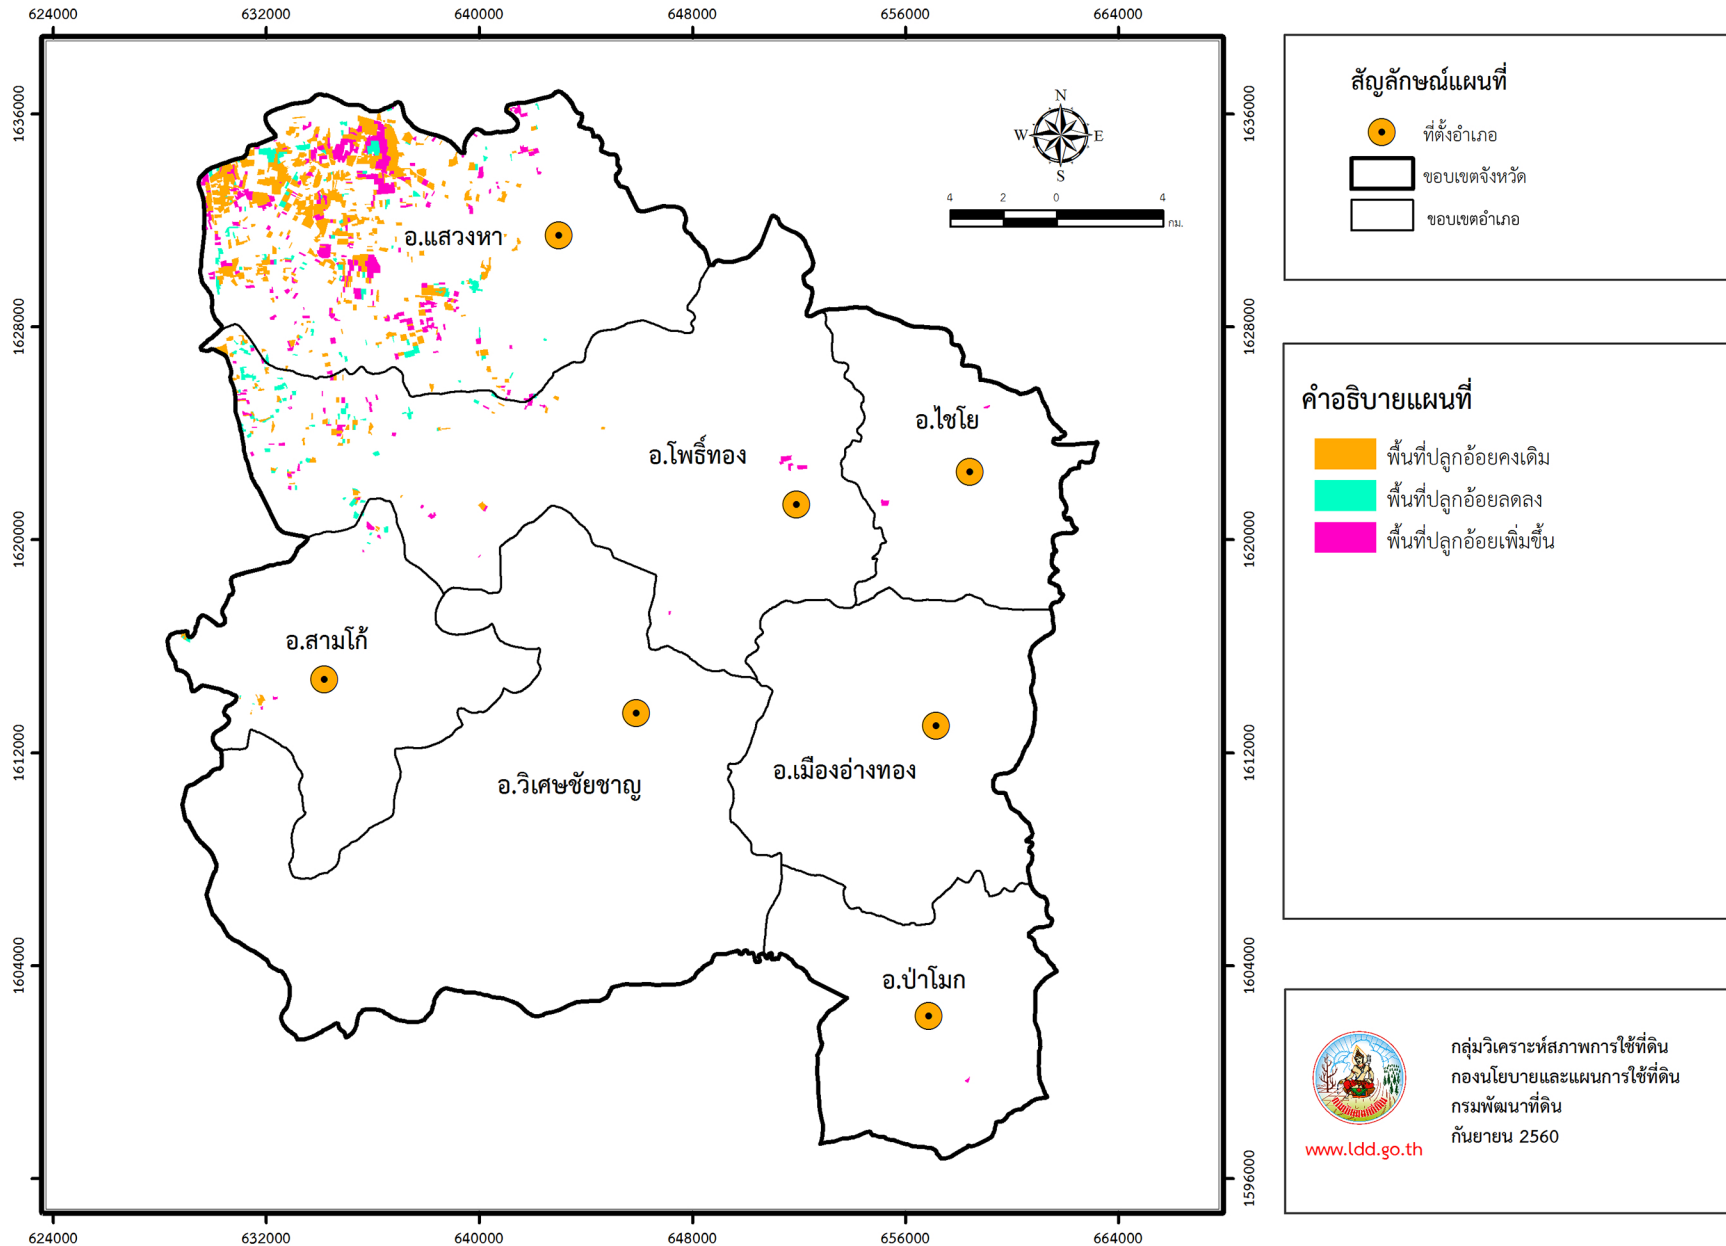 624000 632000 640000 648000 656000 664000
1636000
1628000
1620000
1612000
1604000
N
W E
S
4 2 0 4
กม.
อ.แสวงหา
อ.ไชโย
อ.โพธิ์ทอง
อ.สามโก้
อ.วิเศษชัยชาญ
อ.เมืองอ่างทอง
อ.ป่าโมก
1636000
1628000
1620000
1612000
1604000
1596000
624000 632000 640000 648000 656000 664000
สัญลักษณ์แผนที่
ที่ตั้งอำเภอ
ขอบเขตจังหวัด
ขอบเขตอำเภอ
คำอธิบายแผนที่
พื้นที่ปลูกอ้อยคงเดิม
พื้นที่ปลูกอ้อยลดลง
พื้นที่ปลูกอ้อยเพิ่มขึ้น
กลุ่มวิเคราะห์สภาพการใช้ที่ดิน
กองนโยบายและแผนการใช้ที่ดิน
กรมพัฒนาที่ดิน
กันยายน 2560
www.ldd.go.th